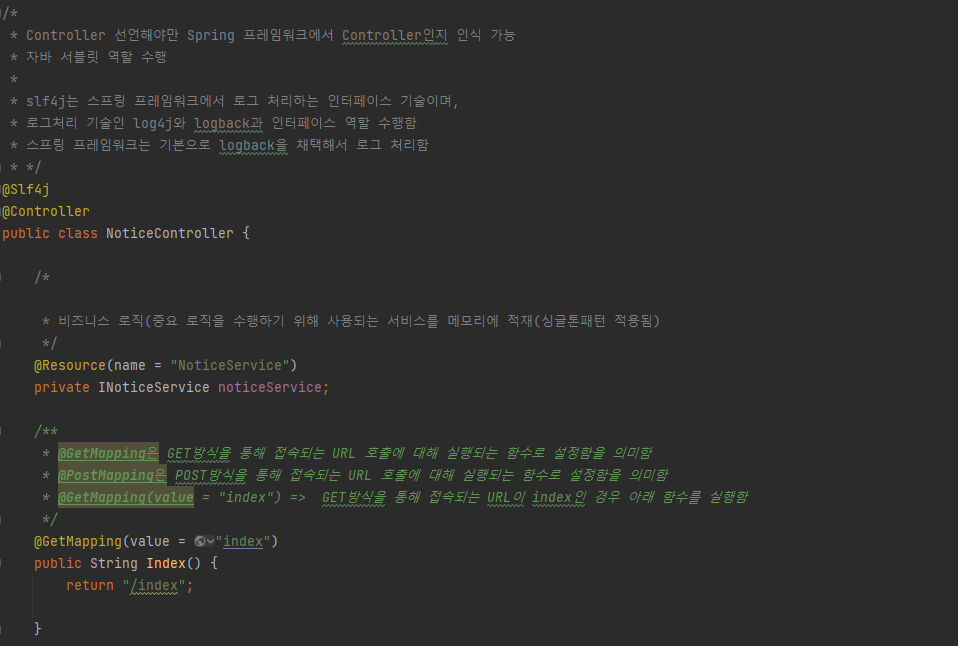 /*
 * Controller 선언해야만 Spring 프레임워크에서 Controller인지 인식 가능
 * 자바 서블릿 역할 수행
 *
 * slf4j는 스프링 프레임워크에서 로그 처리하는 인터페이스 기술이며,
 * 로그처리 기술인 log4j와 logback과 인터페이스 역할 수행함
 * 스프링 프레임워크는 기본으로 logback을 채택해서 로그 처리함
 * */
@Slf4j
@Controller
public class NoticeController {
    /*
     * 비즈니스 로직(중요 로직을 수행하기 위해 사용되는 서비스를 메모리에 적재(싱글톤패턴 적용됨)
     */
    @Resource(name = "NoticeService")
    private INoticeService noticeService;
    /**
     * @GetMapping은 GET방식을 통해 접속되는 URL 호출에 대해 실행되는 함수로 설정함을 의미함
     * @PostMapping은 POST방식을 통해 접속되는 URL 호출에 대해 실행되는 함수로 설정함을 의미함
     * @GetMapping(value = "index") =>  GET방식을 통해 접속되는 URL이 index인 경우 아래 함수를 실행함
     */
    @GetMapping(value = "index")
    public String Index() {
        return "/index";
    }